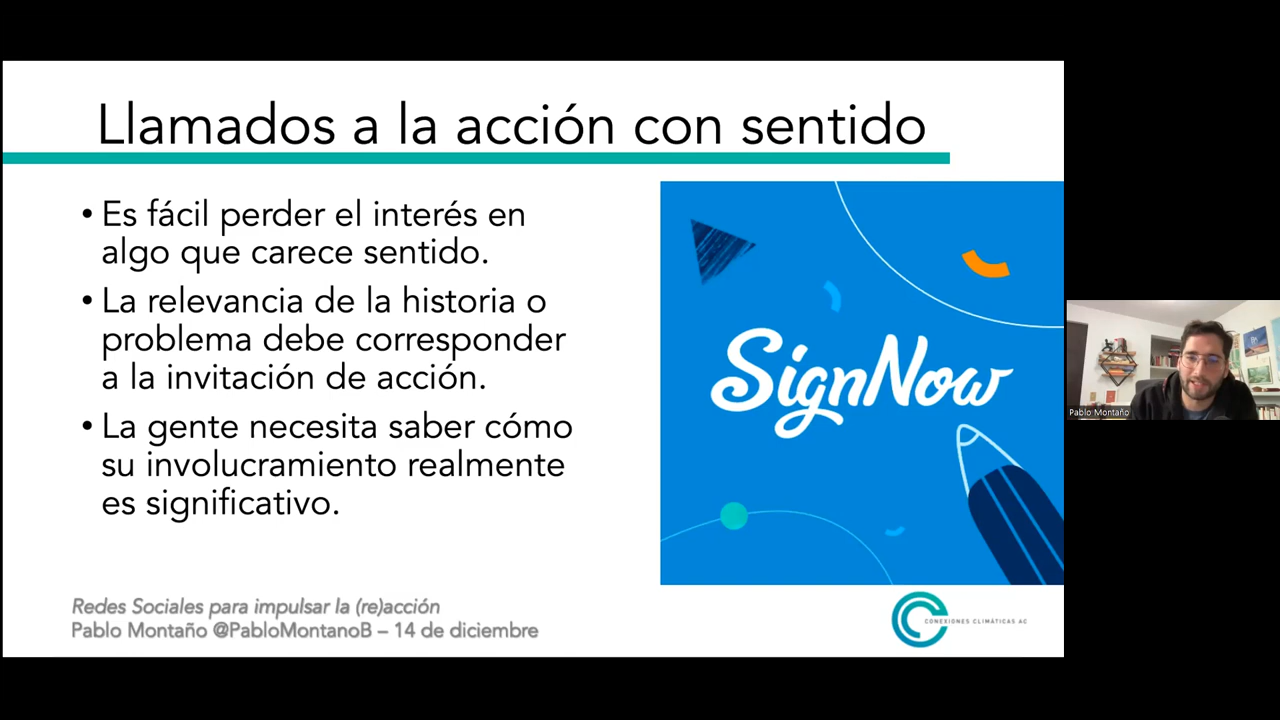 Llamados a la acción con sentido
• Es fácil perder el interés en
algo que carece sentido.
• La relevancia de la historia o
problema debe corresponder
a la invitación de acción.
• La gente necesita saber cómo
su involucramiento realmente
es significativo.
SignNow
Redes Sociales para impulsar la (re)acción
Pablo Montaño @PabloMontanoB – 14 de diciembre
CONEXIONES CLIMÁTICAS AC
Pablo Montaño